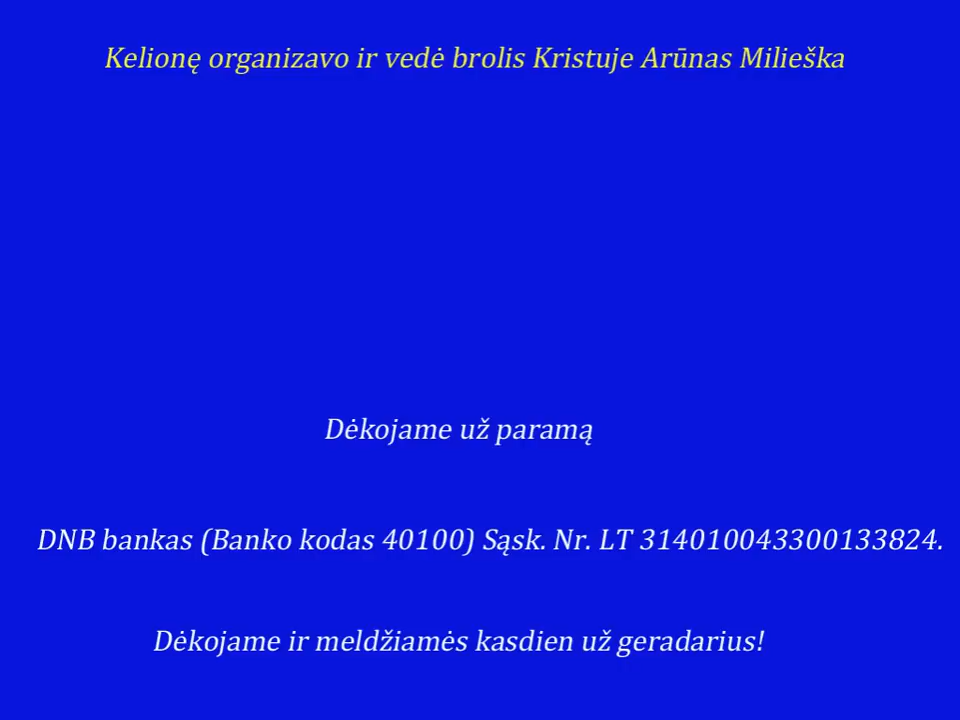 Kelionę organizavo ir vedė brolis Kristuje Arūnas Milieška
Dėkojame už paramą
DNB bankas (Banko kodas 40100) Sąsk. Nr. LT 314010043300133824.
Dėkojame ir meldžiamės kasdien už geradarius!